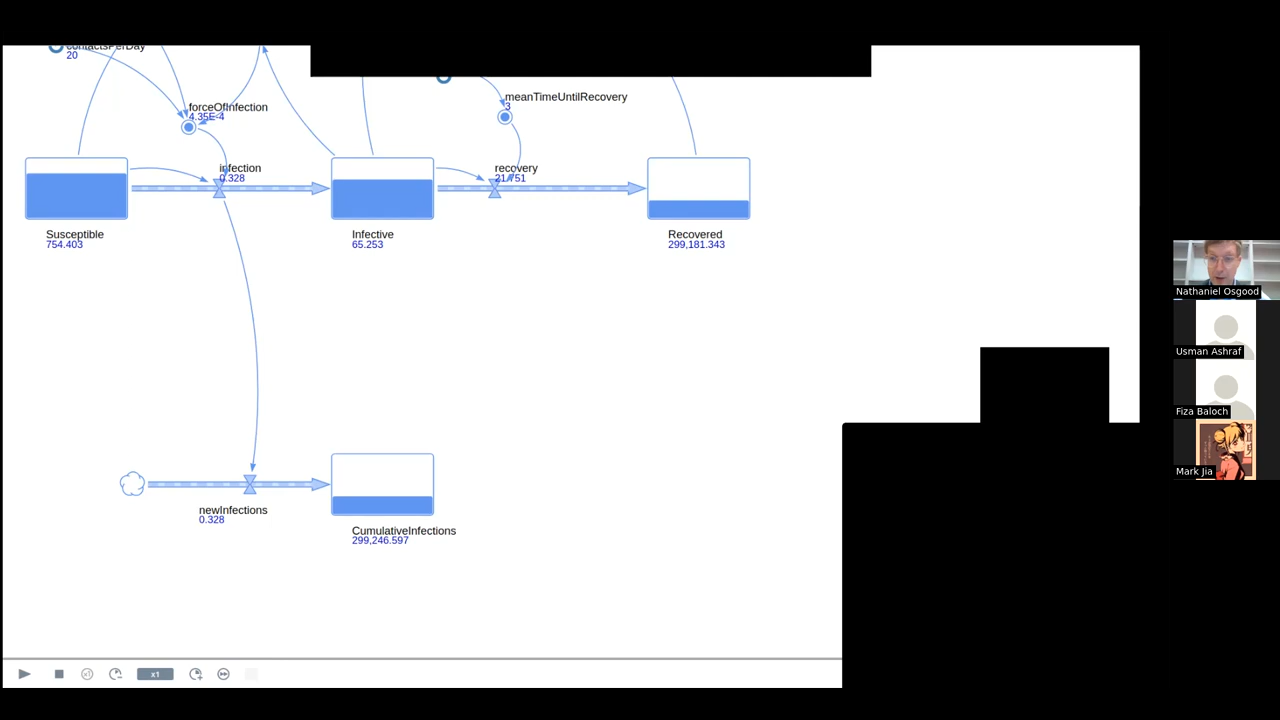 contactsPerDay
20
forceOfInfection
4.35E-4
meanTimeUntilRecovery
3
infection
0.328
recovery
21.751
Susceptible
754.403
Infective
65.253
Recovered
299,181.343
newInfections
0.328
CumulativeInfections
299,246.597
x1
x1
Nathaniel Osgood
Usman Ashraf
Fiza Baloch
Mark Jia